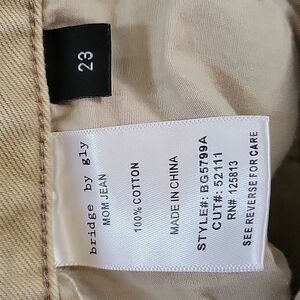 23
bridge by gly
MOM JEAN
100% COTTON
MADE IN CHINA
STYLE#: BG5799A
CUT#: 52111
RN#: 125813
SEE REVERSE FOR CARE